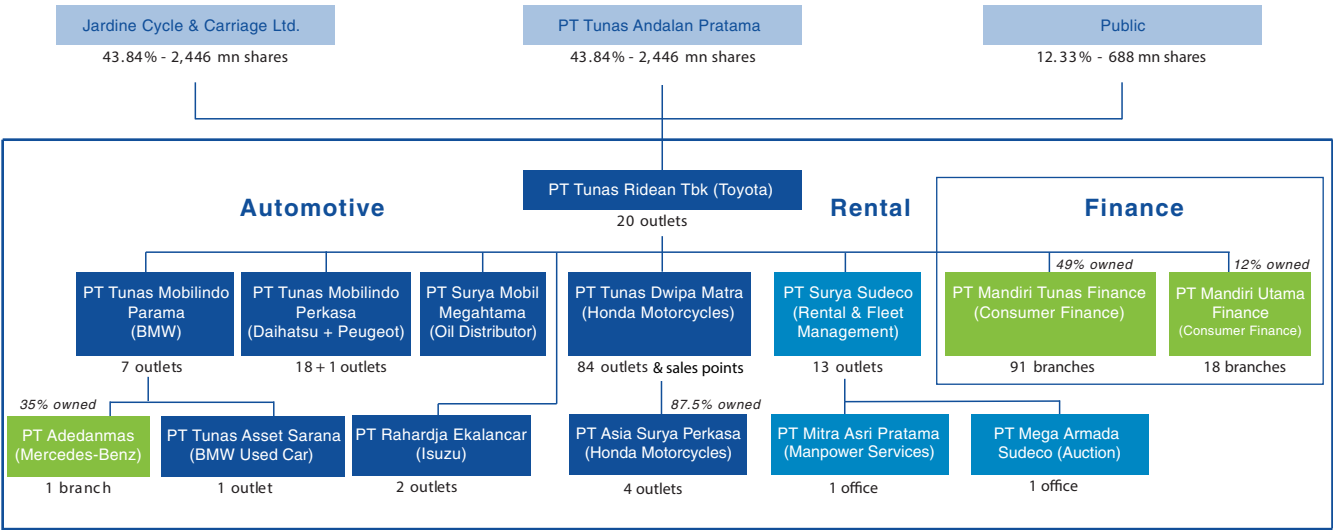 Jardine Cycle & Carriage Ltd.
43.84% - 2,446 mn shares
PT Tunas Andalan Pratama
43.84% - 2,446 mn shares
Public
12.33% - 688 mn shares
PT Tunas Ridean Tbk (Toyota)
20 outlets
Automotive
Rental
Finance
PT Tunas Mobilindo
Parama
(BMW)
7 outlets
PT Tunas Mobilindo
Perkasa
(Daihatsu + Peugeot)
18 + 1 outlets
PT Surya Mobil
Megahtama
(Oil Distributor)
PT Tunas Dwipa Matra
(Honda Motorcycles)
84 outlets & sales points
PT Surya Sudeco
(Rental & Fleet
Management)
13 outlets
49% owned
PT Mandiri Tunas Finance
(Consumer Finance)
91 branches
12% owned
PT Mandiri Utama
Finance
(Consumer Finance)
18 branches
35% owned
PT Adedanmas
(Mercedes-Benz)
1 branch
PT Tunas Asset Sarana
(BMW Used Car)
1 outlet
PT Rahardja Ekalancar
(Isuzu)
2 outlets
87.5% owned
PT Asia Surya Perkasa
(Honda Motorcycles)
4 outlets
PT Mitra Asri Pratama
(Manpower Services)
1 office
PT Mega Armada
Sudeco (Auction)
1 office